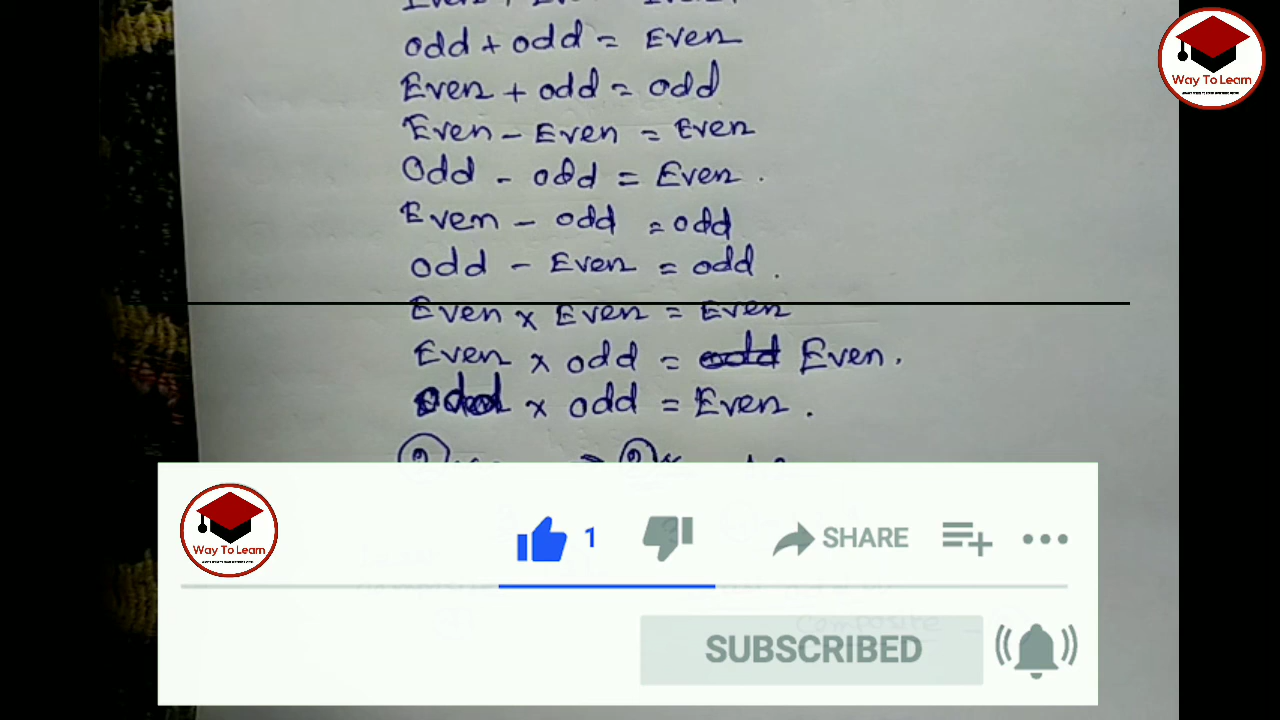 Odd + odd = Even
Even + odd = odd
Even - Even = Even
Odd - odd = Even.
Even - odd = odd
odd - Even = odd.
Even x Even = Even
Even x odd = odd Even.
odd x odd = Even.
Way To Learn
Way To Learn
1
SHARE
SUBSCRIBED